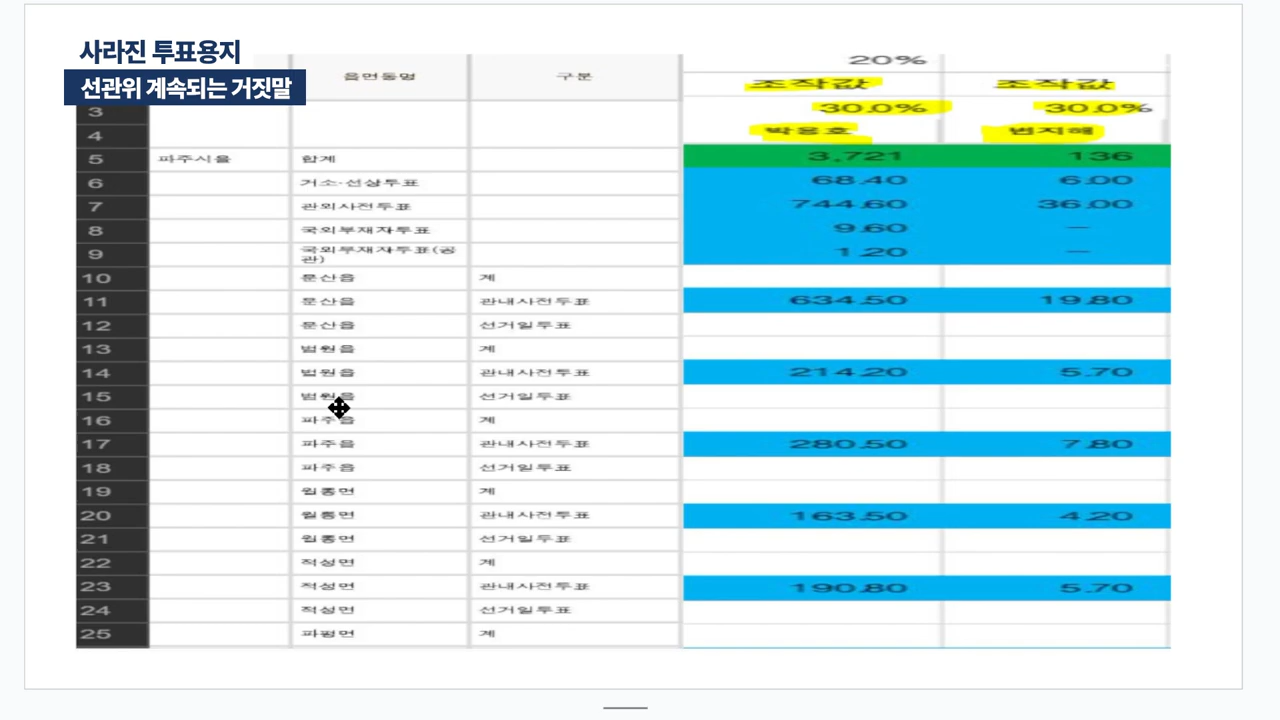 사라진 투표용지
선관위 계속되는 거짓말
20%
읍면동명 구분 조작값 조작값
3 30.0% 30.0%
4 박용호 번지해
5 파주시을 합계 3,721 136
6 거소·선상투표 68.40 6.00
7 관외사전투표 744.60 36.00
8 국외부재자투표 9.60 —
9 국외부재자투표(공
관) 1.20 —
10 문산읍 계
11 문산읍 관내사전투표 634.50 19.80
12 문산읍 선거일투표
13 법원읍 계
14 법원읍 관내사전투표 214.20 5.70
15 법원읍 선거일투표
16 파주읍 계
17 파주읍 관내사전투표 280.50 7.80
18 파주읍 선거일투표
19 월롱면 계
20 월롱면 관내사전투표 163.50 4.20
21 월롱면 선거일투표
22 적성면 계
23 적성면 관내사전투표 190.80 5.70
24 적성면 선거일투표
25 파평면 계